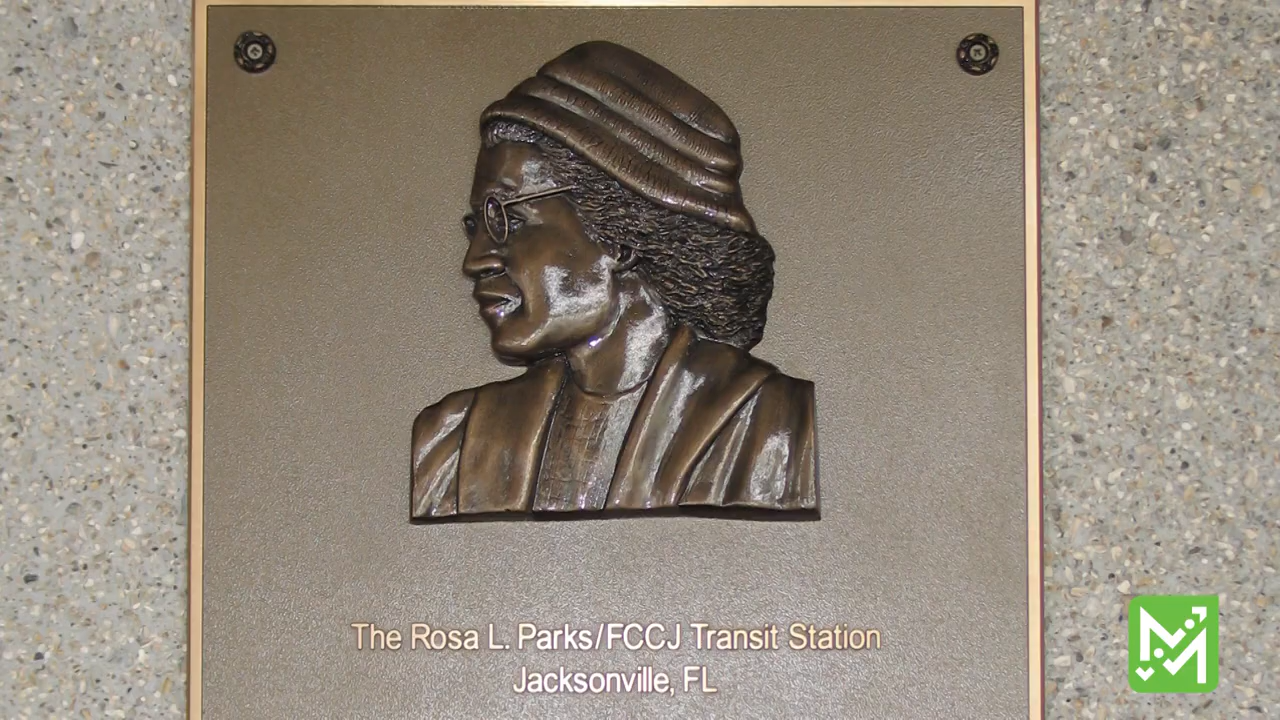 The Rosa L. Parks/FCCJ Transit Station
Jacksonville, FL